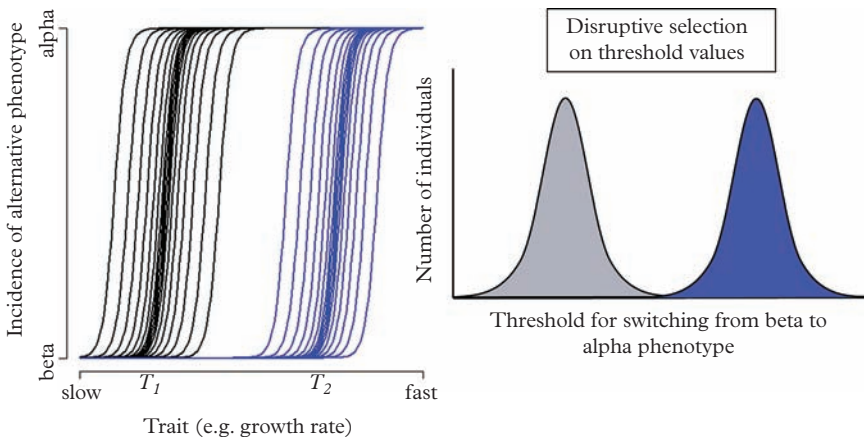 Incidence of alternative phenotype
alpha
beta
slow
T1
T2
fast
Trait (e.g. growth rate)
Disruptive selection
on threshold values
Number of individuals
Threshold for switching from beta to
alpha phenotype